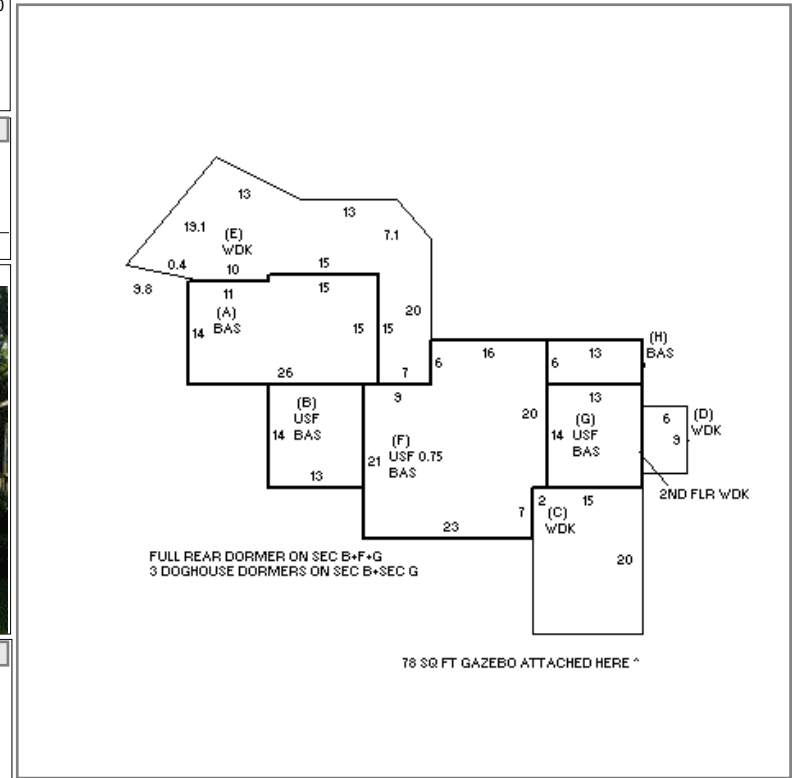 13
13
19.1
(E)
WDK
7.1
0.4
10
15
9.8
11
15
(A)
BAS
14
15
15
20
26
7
6
16
6
13
(H)
BAS
9
13
(B)
USF
BAS
14
13
21
(F)
USF 0.75
BAS
20
14
(G)
USF
BAS
6
9
(D)
WDK
2ND FLR WDK
7
2
15
(C)
WDK
23
20
FULL REAR DORMER ON SEC B+F+G
3 DOGHOUSE DORMERS ON SEC B+SEC G
78 SQ FT GAZEBO ATTACHED HERE ^